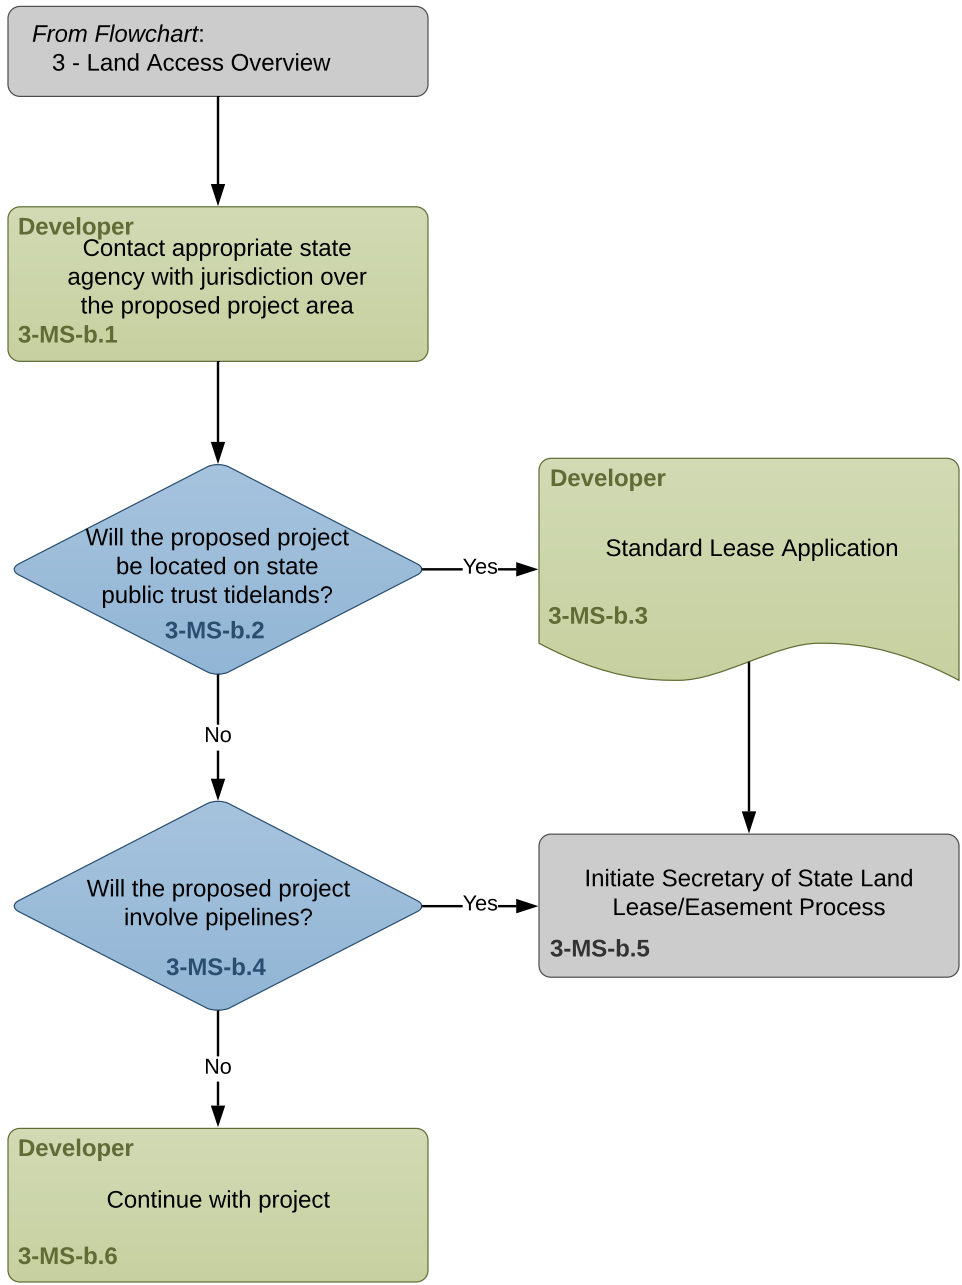 From Flowchart:
3 - Land Access Overview
Developer
Contact appropriate state
agency with jurisdiction over
the proposed project area
3-MS-b.1
Will the proposed project
be located on state
public trust tidelands?
3-MS-b.2
Yes
Developer
Standard Lease Application
3-MS-b.3
No
Will the proposed project
involve pipelines?
3-MS-b.4
Yes
Initiate Secretary of State Land
Lease/Easement Process
3-MS-b.5
No
Developer
Continue with project
3-MS-b.6